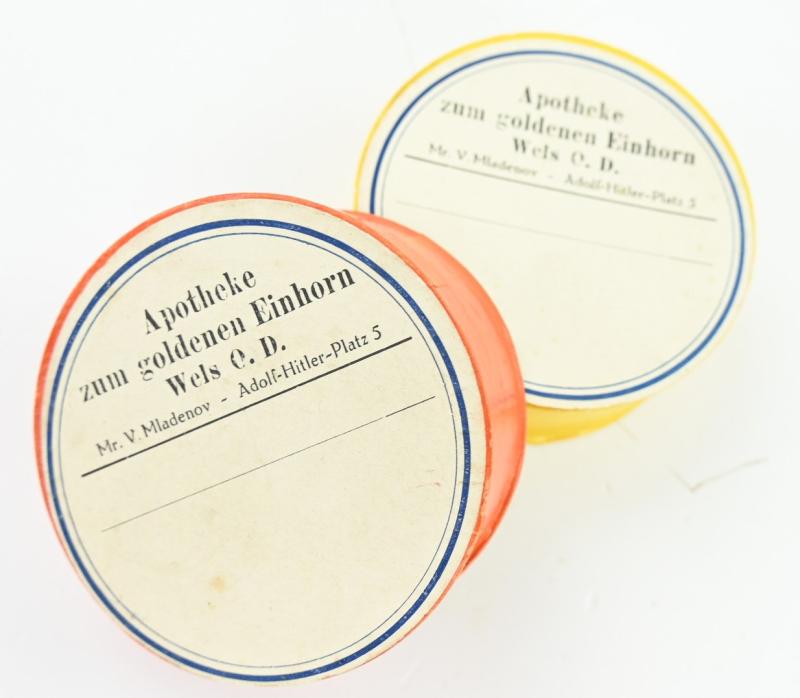 Apotheke
zum goldenen Einhorn
Wels O. D.
Mr. V. Mladenov - Adolf-Hitler-Platz 5
Apotheke
zum goldenen Einhorn
Wels O. D.
Mr. V. Mladenov - Adolf-Hitler-Platz 5